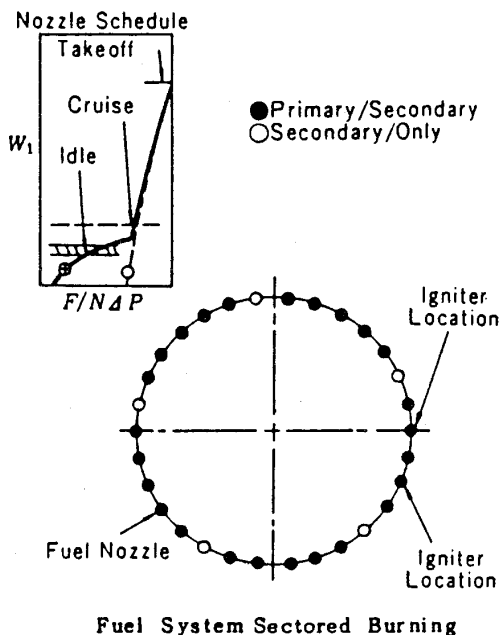 Nozzle Schedule
Takeoff
Cruise
W₁
Idle
F/NΔP
●Primary/Secondary
○Secondary/Only
Igniter
Location
Fuel Nozzle
Igniter
Location
Fuel System Sectored Burning